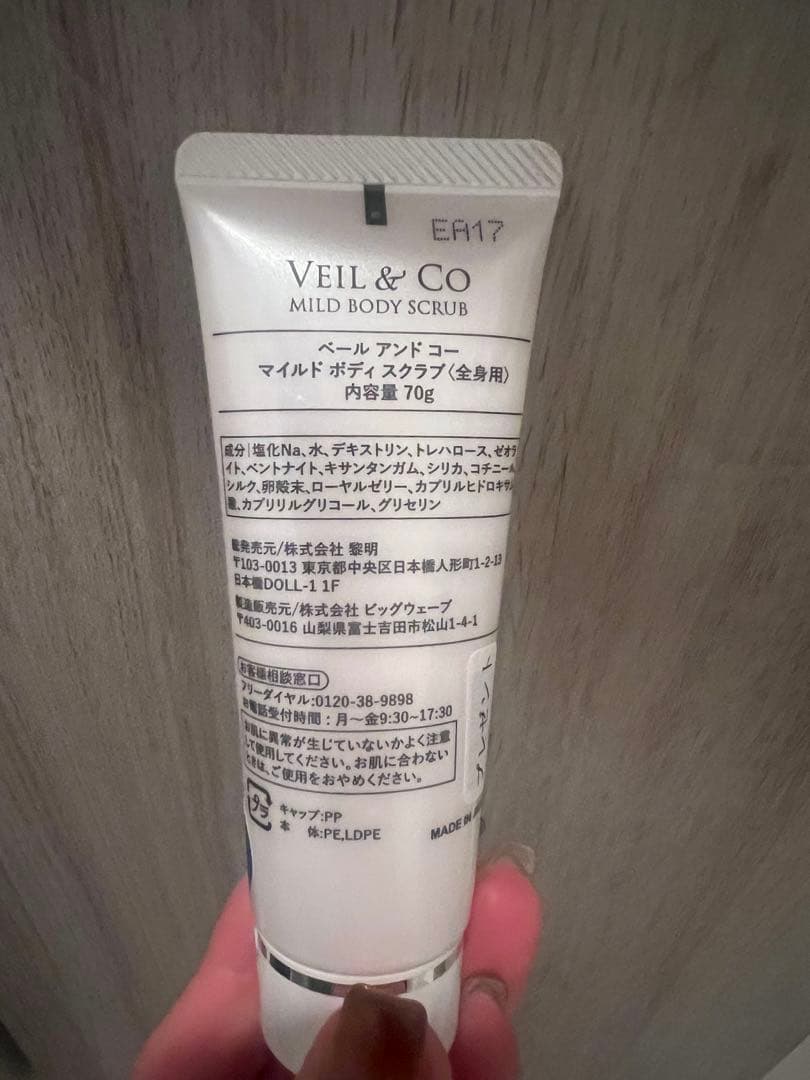 EA17
VEIL & CO
MILD BODY SCRUB
ベール アンド コー
マイルド ボディ スクラブ〈全身用〉
内容量 70g
成分|塩化Na、水、デキストリン、トレハロース、ゼオラ
イト、ベントナイト、キサンタンガム、シリカ、コチニール、
シルク、卵殻末、ローヤルゼリー、カプリルヒドロキサム
酸、カプリリルグリコール、グリセリン
総発売元/株式会社 黎明
〒103-0013 東京都中央区日本橋人形町1-2-13
日本橋DOLL-1 1F
製造販売元/株式会社 ビッグウェーブ
〒403-0016 山梨県富士吉田市松山1-4-1
お客様相談窓口
フリーダイヤル:0120-38-9898
お電話受付時間:月〜金9:30~17:30
お肌に異常が生じていないかよく注意
して使用してください。お肌に合わない
ときは、ご使用をおやめください。
プラ
キャップ:PP
本 体:PE,LDPE
MADE IN
プレゼント